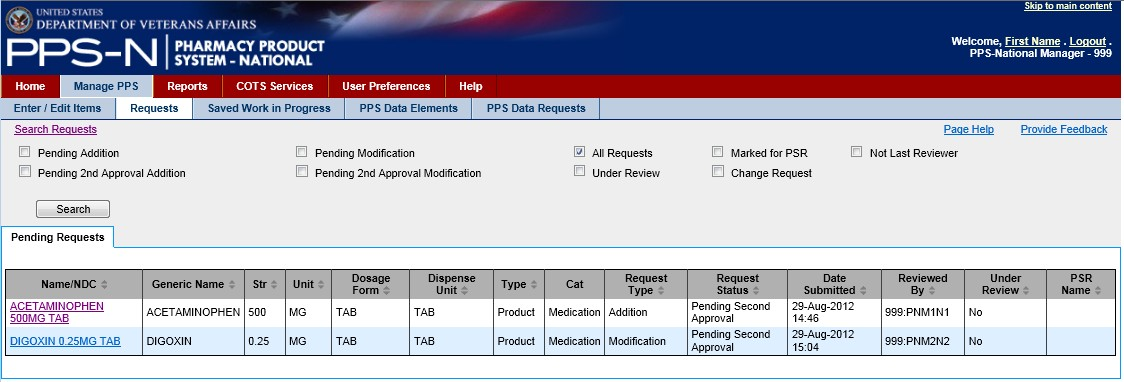 Skip to main content
UNITED STATES
DEPARTMENT OF VETERANS AFFAIRS
PPS-N PHARMACY PRODUCT
SYSTEM - NATIONAL
Welcome, First Name . Logout .
PPS-National Manager - 999
Home Manage PPS Reports COTS Services User Preferences Help
Enter / Edit Items Requests Saved Work in Progress PPS Data Elements PPS Data Requests
Search Requests Page Help Provide Feedback
Pending Addition Pending Modification All Requests Marked for PSR Not Last Reviewer
Pending 2nd Approval Addition Pending 2nd Approval Modification Under Review Change Request
Search
Pending Requests
Name/NDC Generic Name Str Unit Dosage Form Dispense Unit Type Cat Request Type Request Status Date Submitted Reviewed By Under Review PSR Name
ACETAMINOPHEN 500MG TAB ACETAMINOPHEN 500 MG TAB TAB Product Medication Addition Pending Second Approval 29-Aug-2012 14:46 999:PNM1N1 No
DIGOXIN 0.25MG TAB DIGOXIN 0.25 MG TAB TAB Product Medication Modification Pending Second Approval 29-Aug-2012 15:04 999:PNM2N2 No